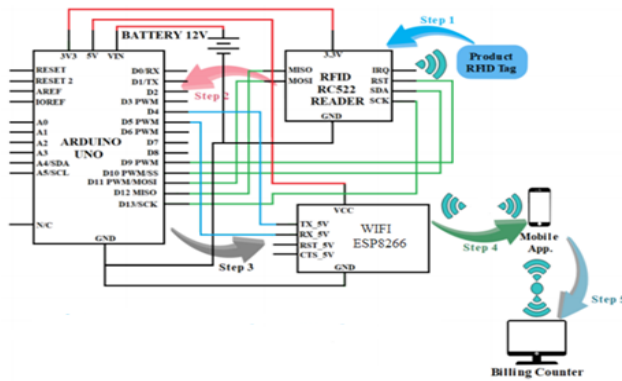 BATTERY 12V
3V3
5V
VIN
RESET
RESET 2
AREF
IOREF
A0
A1
A2
A3
A4/SDA
A5/SCL
N/C
ARDUINO
UNO
D0/RX
D1/TX
D2
D3 PWM
D4
D5 PWM
D6 PWM
D7
D8
D9 PWM
D10 PWM/SS
D11 PWM/MOSI
D12 MISO
D13/SCK
GND
Step 2
3.3V
MISO
MOSI
RFID
RC522
READER
IRQ
RST
SDA
SCK
GND
Step 1
Product
RFID Tag
Step 3
VCC
TX_5V
RX_5V
RST_5V
CTS_5V
WIFI
ESP8266
GND
Step 4
Mobile
App.
Step 5
Billing Counter